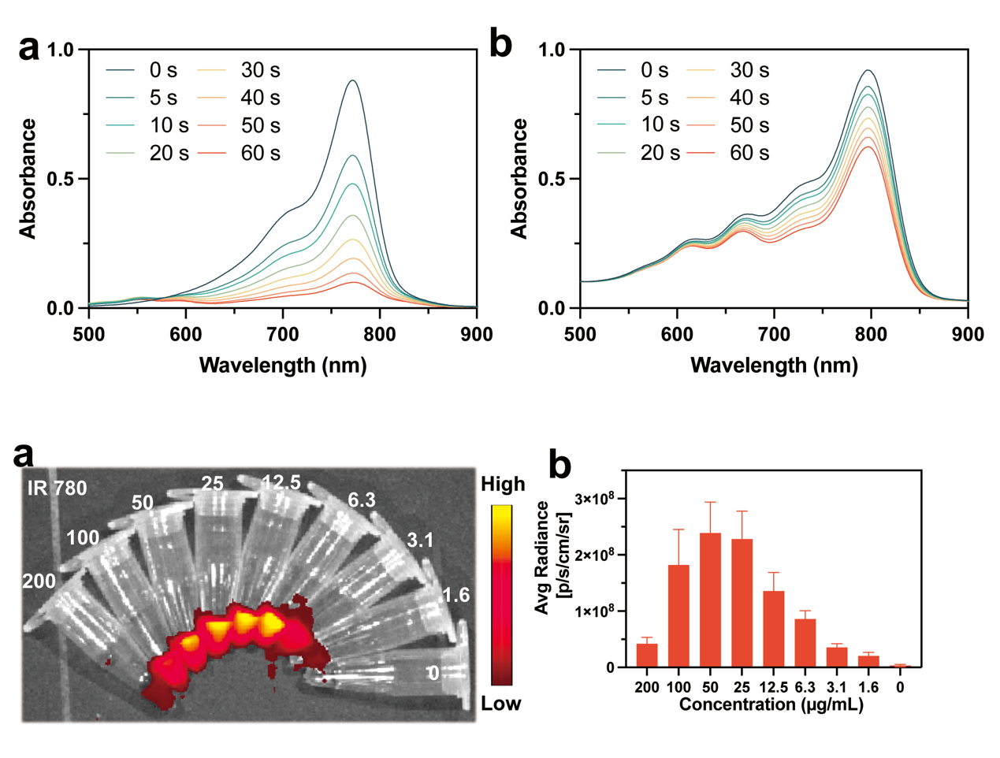 a
1.0
0.5
0.0
Absorbance
0 s
30 s
5 s
40 s
10 s
50 s
20 s
60 s
500 600 700 800 900
Wavelength (nm)
b
1.0
0.5
0.0
Absorbance
0 s
30 s
5 s
40 s
10 s
50 s
20 s
60 s
500 600 700 800 900
Wavelength (nm)
a
IR 780
200
100
50
25
12.5
6.3
3.1
1.6
0
High
Low
b
Avg Radiance
[p/s/cm/sr]
3×10⁸
2×10⁸
1×10⁸
0
200 100 50 25 12.5 6.3 3.1 1.6 0
Concentration (µg/mL)